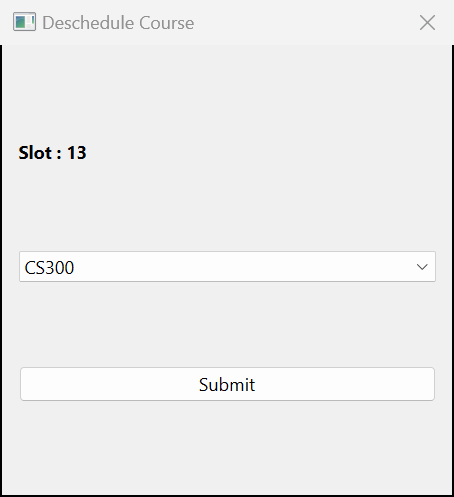 Deschedule Course
Slot : 13
CS300
Submit